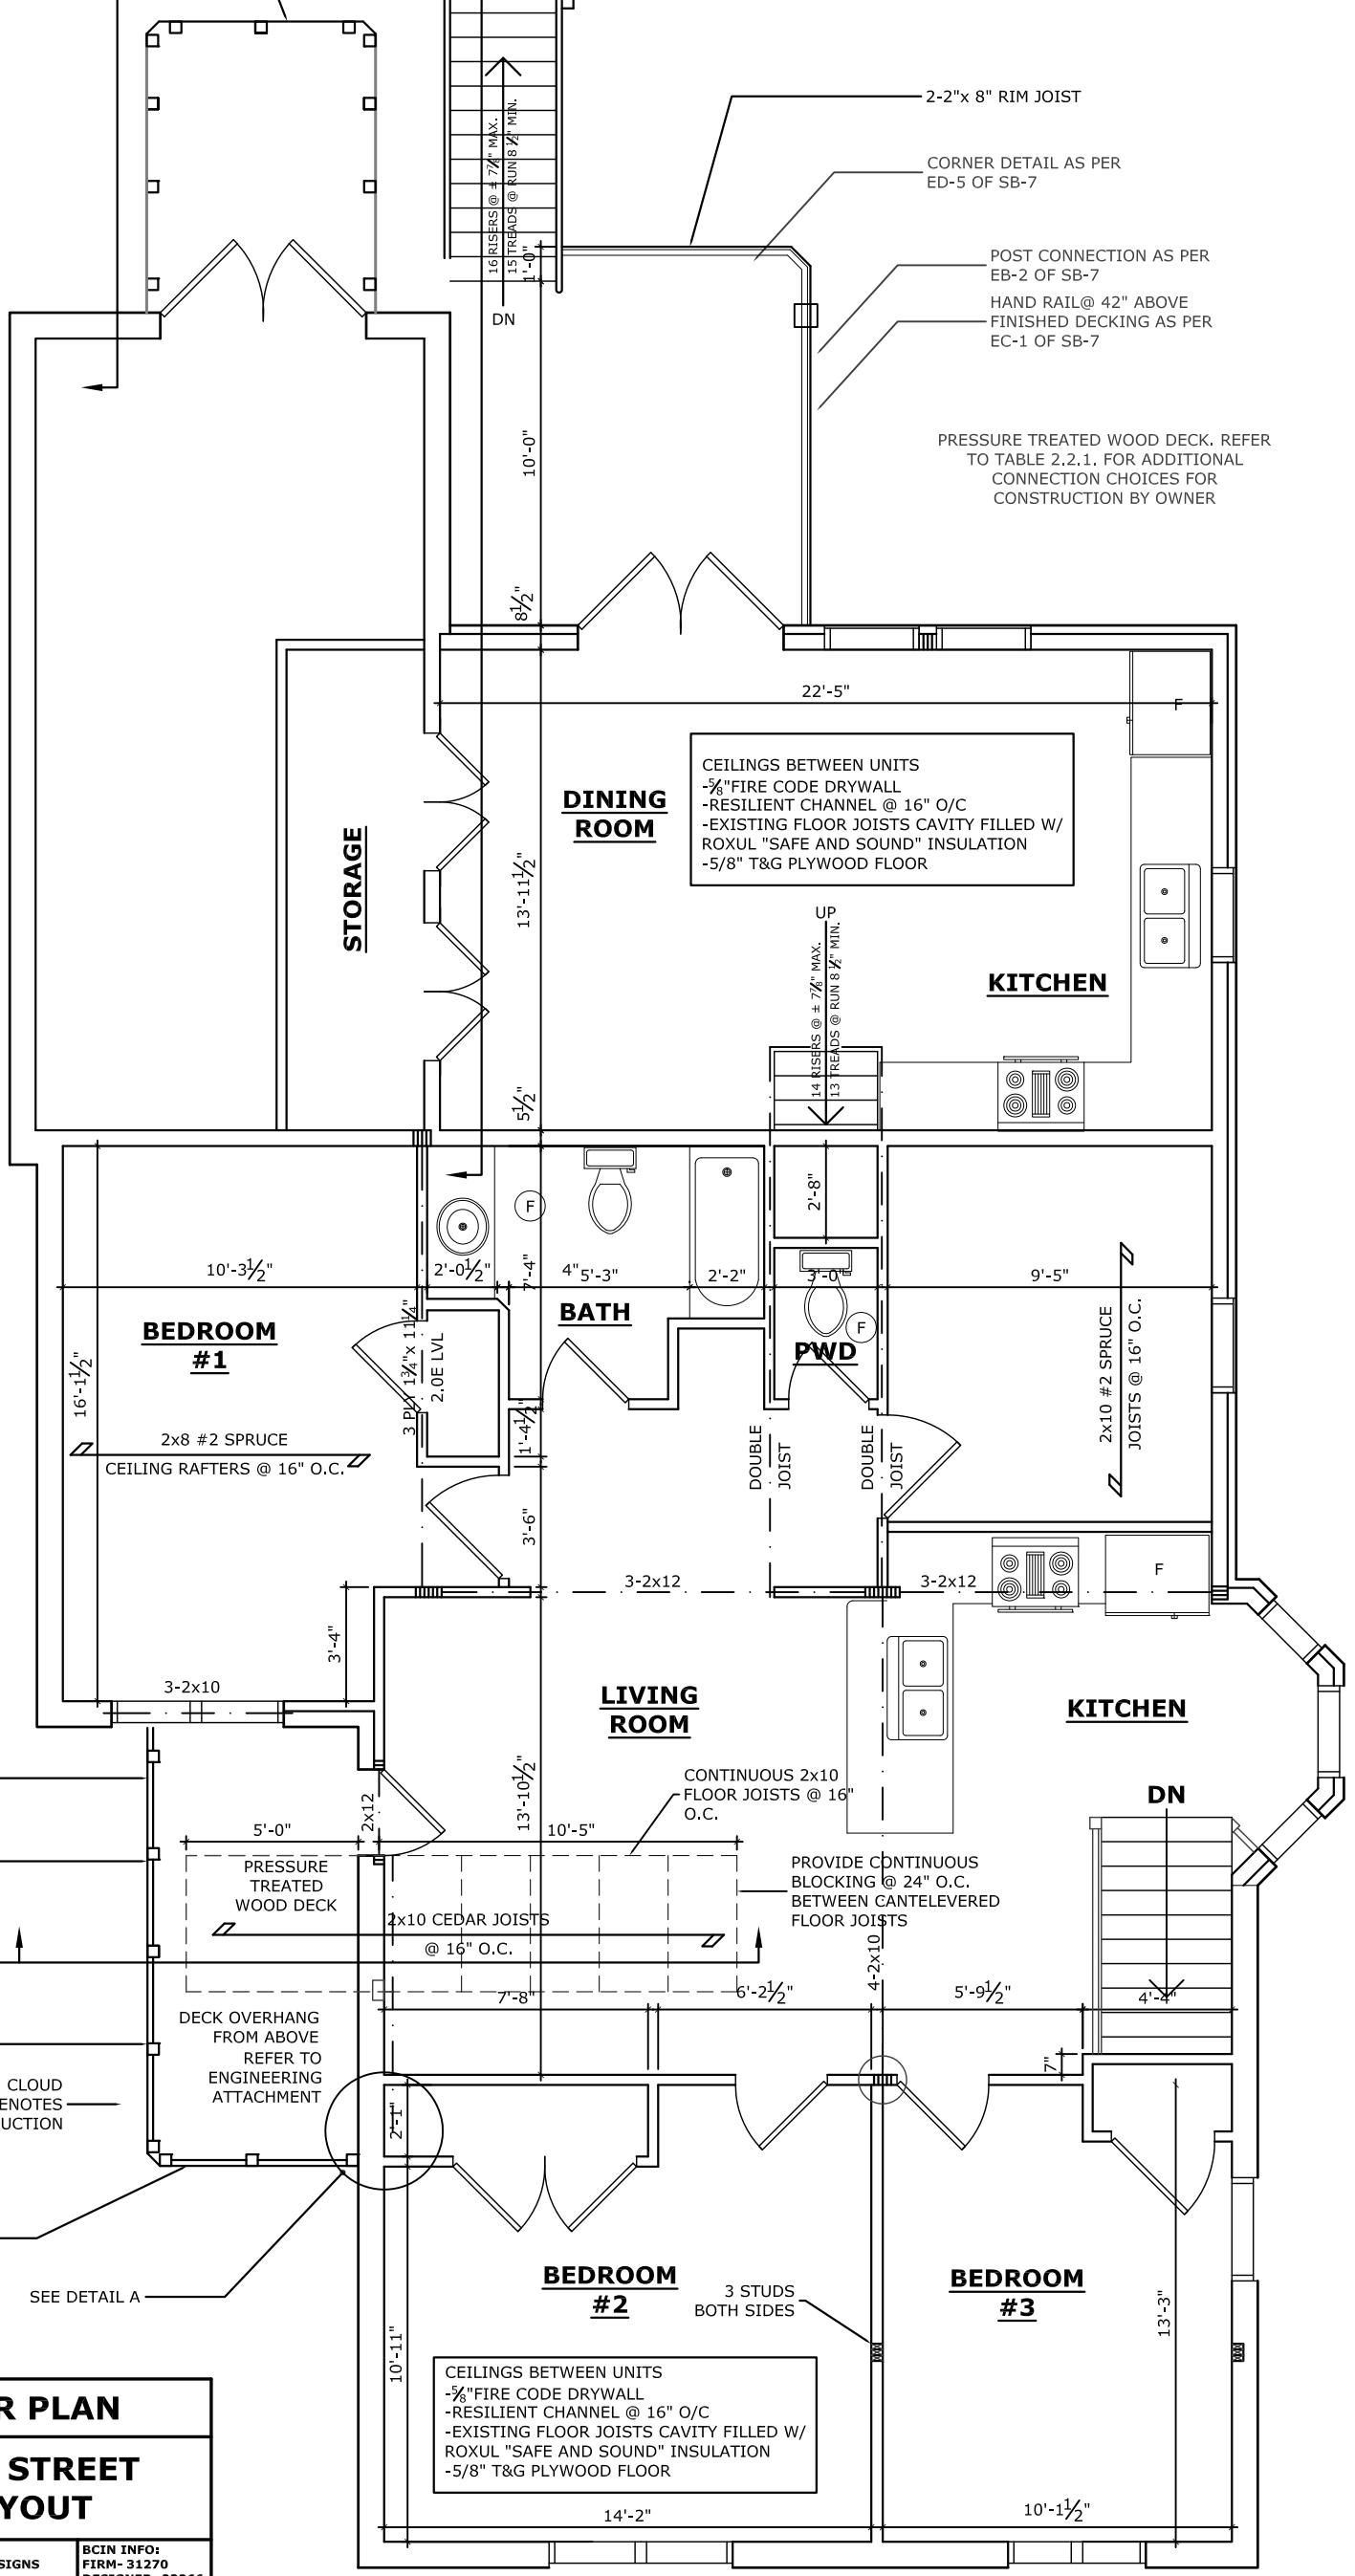 2-2"x 8" RIM JOIST
CORNER DETAIL AS PER
ED-5 OF SB-7
POST CONNECTION AS PER
EB-2 OF SB-7
HAND RAIL@ 42" ABOVE
FINISHED DECKING AS PER
EC-1 OF SB-7
PRESSURE TREATED WOOD DECK. REFER
TO TABLE 2.2.1. FOR ADDITIONAL
CONNECTION CHOICES FOR
CONSTRUCTION BY OWNER
16 RISERS @ ± 7⅞" MAX.
15 TREADS @ RUN 8 ½" MIN.
DN
1'-0"
10'-0"
8½"
22'-5"
F
CEILINGS BETWEEN UNITS
-⅝"FIRE CODE DRYWALL
-RESILIENT CHANNEL @ 16" O/C
-EXISTING FLOOR JOISTS CAVITY FILLED W/
ROXUL "SAFE AND SOUND" INSULATION
-5/8" T&G PLYWOOD FLOOR
DINING
ROOM
STORAGE
13'-11½"
UP
14 RISERS @ ± 7⅞" MAX.
13 TREADS @ RUN 8 ½" MIN.
KITCHEN
5½"
2'-8"
F
10'-3½"
2'-0½"
7'-4"
4"
5'-3"
2'-2"
3'-0"
9'-5"
BATH
BEDROOM
#1
PWD
F
16'-1½"
3 PLY 1¾"x 11¼"
2.0E LVL
2x10 #2 SPRUCE
JOISTS @ 16" O.C.
2x8 #2 SPRUCE
CEILING RAFTERS @ 16" O.C.
1'-4½"
DOUBLE
JOIST
DOUBLE
JOIST
3'-6"
3-2x12
3-2x12
F
3'-4"
3-2x10
LIVING
ROOM
KITCHEN
DN
CONTINUOUS 2x10
FLOOR JOISTS @ 16"
O.C.
13'-10½"
2x12
5'-0"
10'-5"
PRESSURE
TREATED
WOOD DECK
PROVIDE CONTINUOUS
BLOCKING @ 24" O.C.
BETWEEN CANTELEVERED
FLOOR JOISTS
2x10 CEDAR JOISTS
@ 16" O.C.
4-2x10
7'-8"
6'-2½"
5'-9½"
4'-4"
DECK OVERHANG
FROM ABOVE
REFER TO
ENGINEERING
ATTACHMENT
7"
CLOUD
ENOTES
UCTION
2'-1"
SEE DETAIL A
BEDROOM
#2
3 STUDS
BOTH SIDES
BEDROOM
#3
13'-3"
10'-11"
CEILINGS BETWEEN UNITS
-⅝"FIRE CODE DRYWALL
-RESILIENT CHANNEL @ 16" O/C
-EXISTING FLOOR JOISTS CAVITY FILLED W/
ROXUL "SAFE AND SOUND" INSULATION
-5/8" T&G PLYWOOD FLOOR
14'-2"
10'-1½"
R PLAN
STREET
YOUT
SIGNS
BCIN INFO:
FIRM- 31270